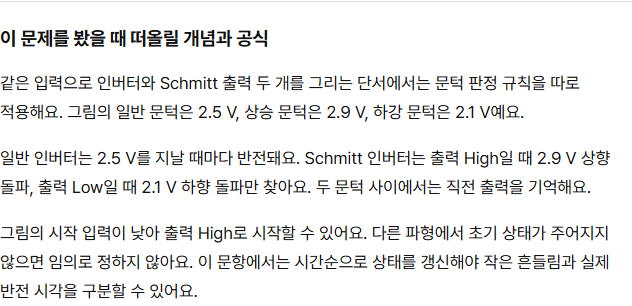 이 문제를 봤을 때 떠올릴 개념과 공식
같은 입력으로 인버터와 Schmitt 출력 두 개를 그리는 단서에서는 문턱 판정 규칙을 따로
적용해요. 그림의 일반 문턱은 2.5 V, 상승 문턱은 2.9 V, 하강 문턱은 2.1 V예요.
일반 인버터는 2.5 V를 지날 때마다 반전돼요. Schmitt 인버터는 출력 High일 때 2.9 V 상향
돌파, 출력 Low일 때 2.1 V 하향 돌파만 찾아요. 두 문턱 사이에서는 직전 출력을 기억해요.
그림의 시작 입력이 낮아 출력 High로 시작할 수 있어요. 다른 파형에서 초기 상태가 주어지지
않으면 임의로 정하지 않아요. 이 문항에서는 시간순으로 상태를 갱신해야 작은 흔들림과 실제
반전 시각을 구분할 수 있어요.